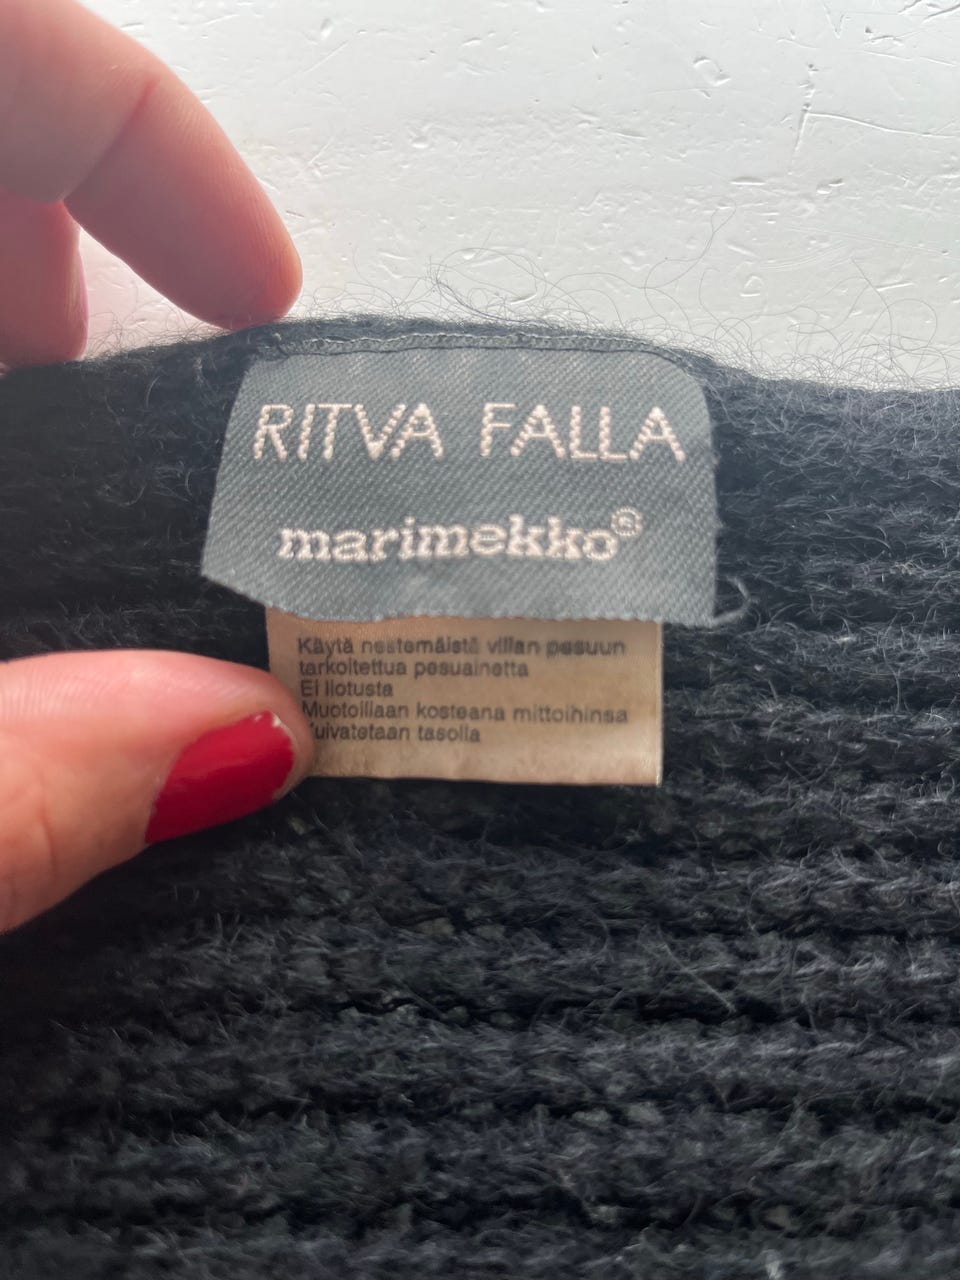 RITVA FALLA
marimekko®
Käytä nestemäistä villan pesuun
tarkoitettua pesuainetta
Ei liotusta
Muotoillaan kosteana mittoihinsa
Kuivatetaan tasolla